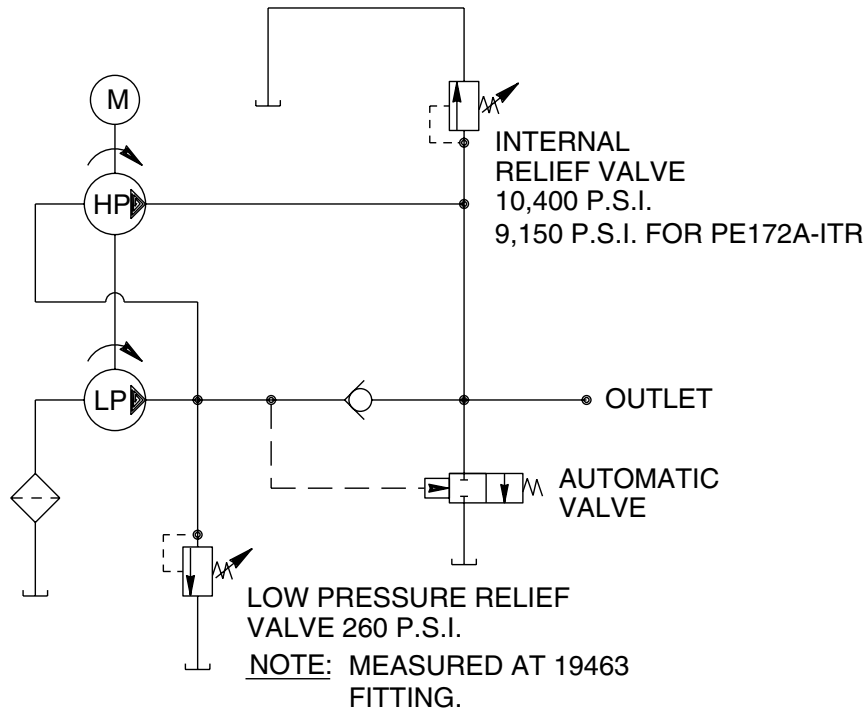 M
INTERNAL
RELIEF VALVE
10,400 P.S.I.
9,150 P.S.I. FOR PE172A-ITR
HP
LP
OUTLET
AUTOMATIC
VALVE
LOW PRESSURE RELIEF
VALVE 260 P.S.I.
NOTE: MEASURED AT 19463
FITTING.